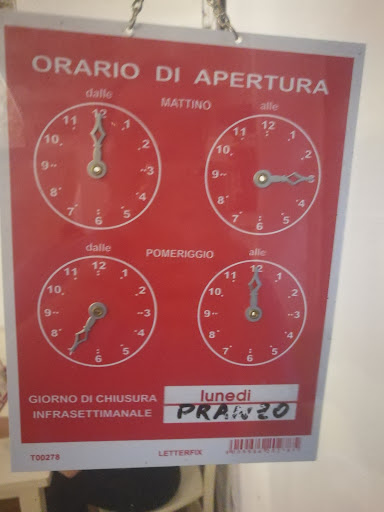 ORARIO DI APERTURA
dalle MATTINO alle
12 1 2 3 4 5 6 7 8 9 10 11
12 1 2 3 4 5 6 7 8 9 10 11
dalle POMERIGGIO alle
12 1 2 3 4 5 6 7 8 9 10 11
12 1 2 3 4 5 6 7 8 9 10 11
GIORNO DI CHIUSURA
INFRASETTIMANALE
lunedi
PRANZO
T00278 LETTERFIX